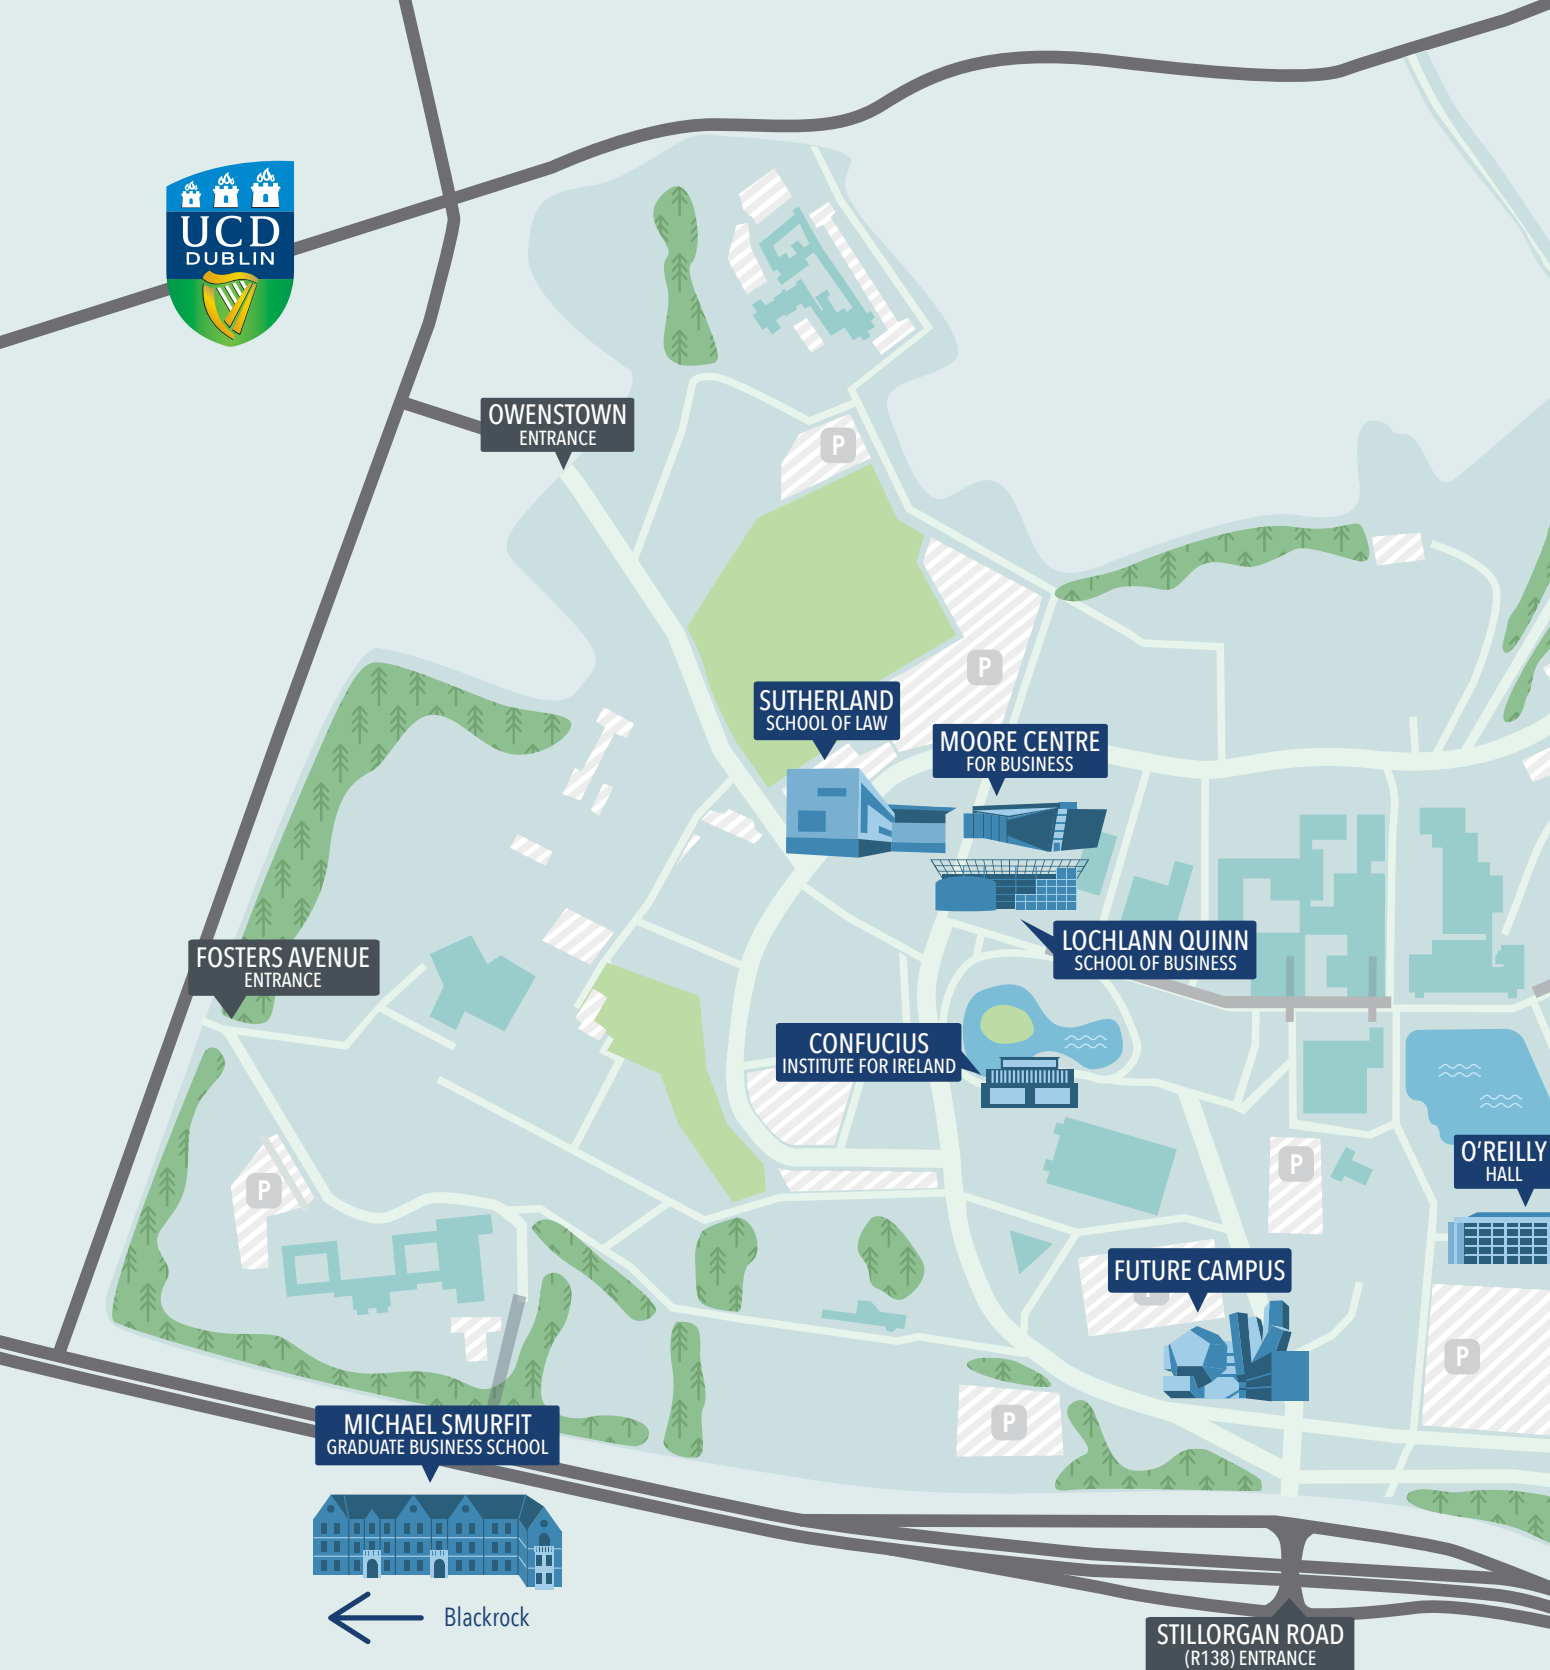 UCD
DUBLIN
OWENSTOWN
ENTRANCE
P
P
SUTHERLAND
SCHOOL OF LAW
MOORE CENTRE
FOR BUSINESS
FOSTERS AVENUE
ENTRANCE
LOCHLANN QUINN
SCHOOL OF BUSINESS
CONFUCIUS
INSTITUTE FOR IRELAND
O'REILLY
HALL
P
P
FUTURE CAMPUS
P
P
MICHAEL SMURFIT
GRADUATE BUSINESS SCHOOL
Blackrock
STILLORGAN ROAD
(R138) ENTRANCE